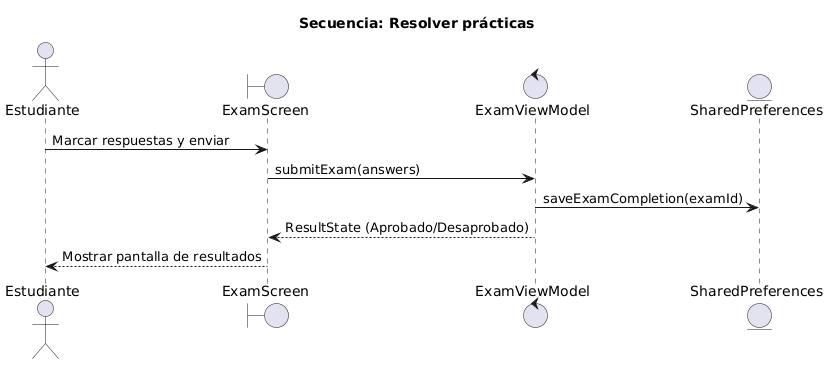 Secuencia: Resolver prácticas
Estudiante
ExamScreen
ExamViewModel
SharedPreferences
Marcar respuestas y enviar
submitExam(answers)
saveExamCompletion(examId)
ResultState (Aprobado/Desaprobado)
Mostrar pantalla de resultados
Estudiante
ExamScreen
ExamViewModel
SharedPreferences